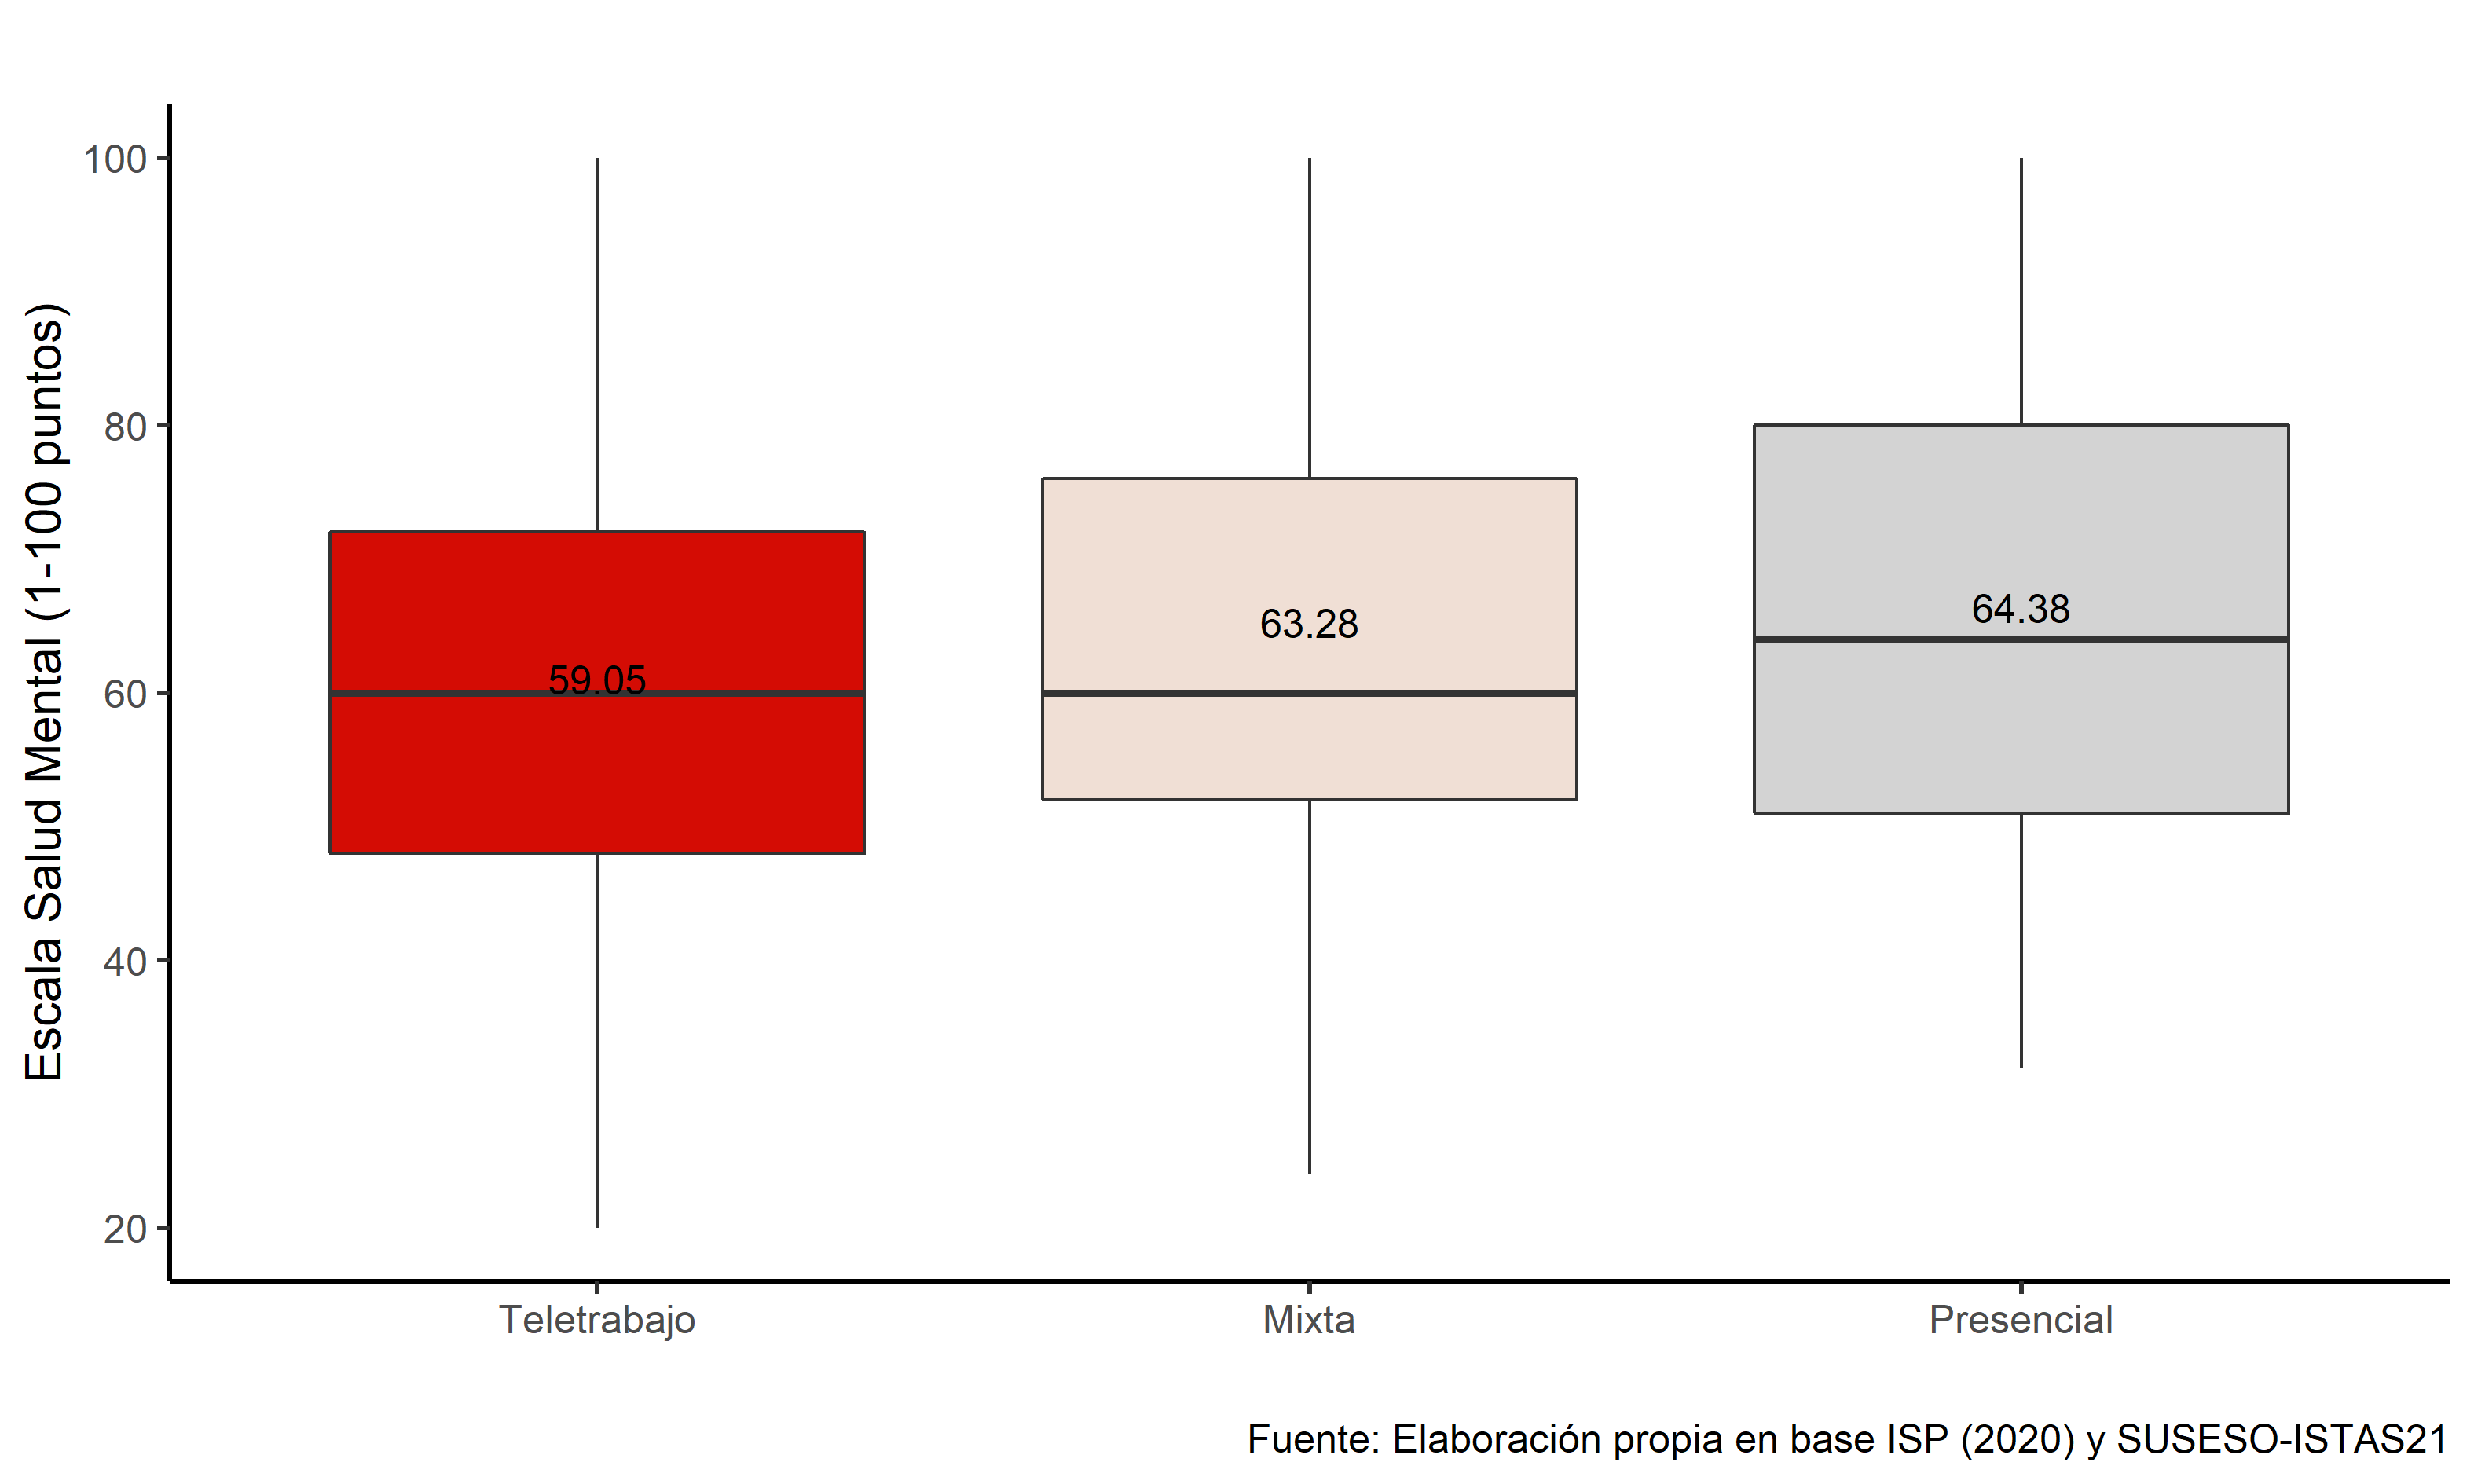 Escala Salud Mental (1-100 puntos)
100
80
60
40
20
59.05
63.28
64.38
Teletrabajo
Mixta
Presencial
Fuente: Elaboración propia en base ISP (2020) y SUSESO-ISTAS21